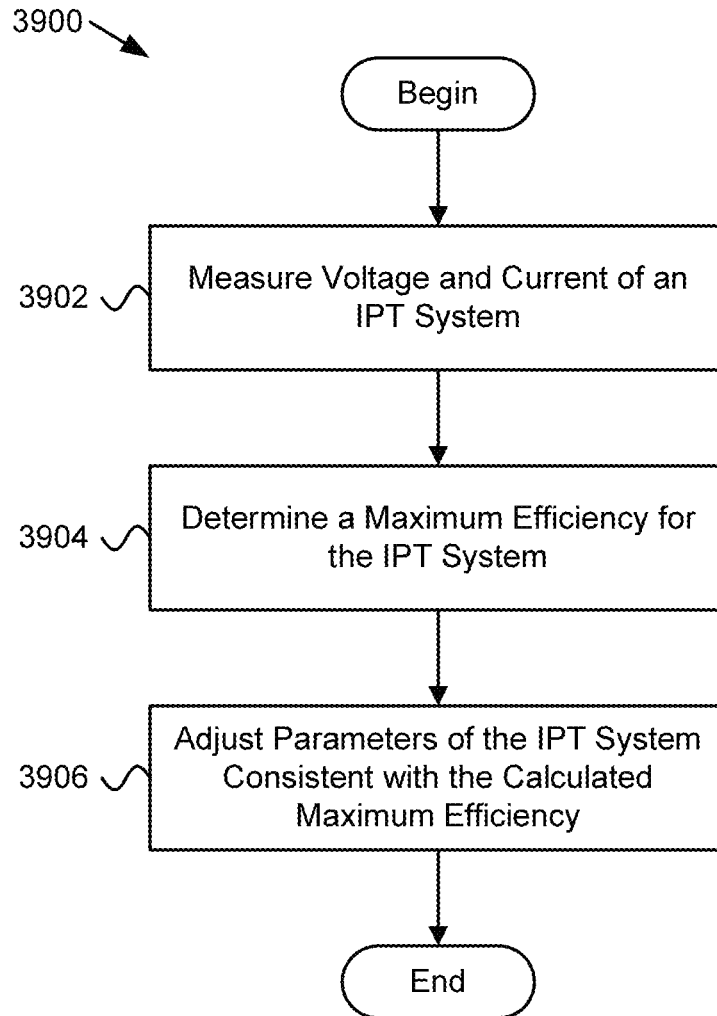 3900
Begin
3902
Measure Voltage and Current of an
IPT System
3904
Determine a Maximum Efficiency for
the IPT System
3906
Adjust Parameters of the IPT System
Consistent with the Calculated
Maximum Efficiency
End